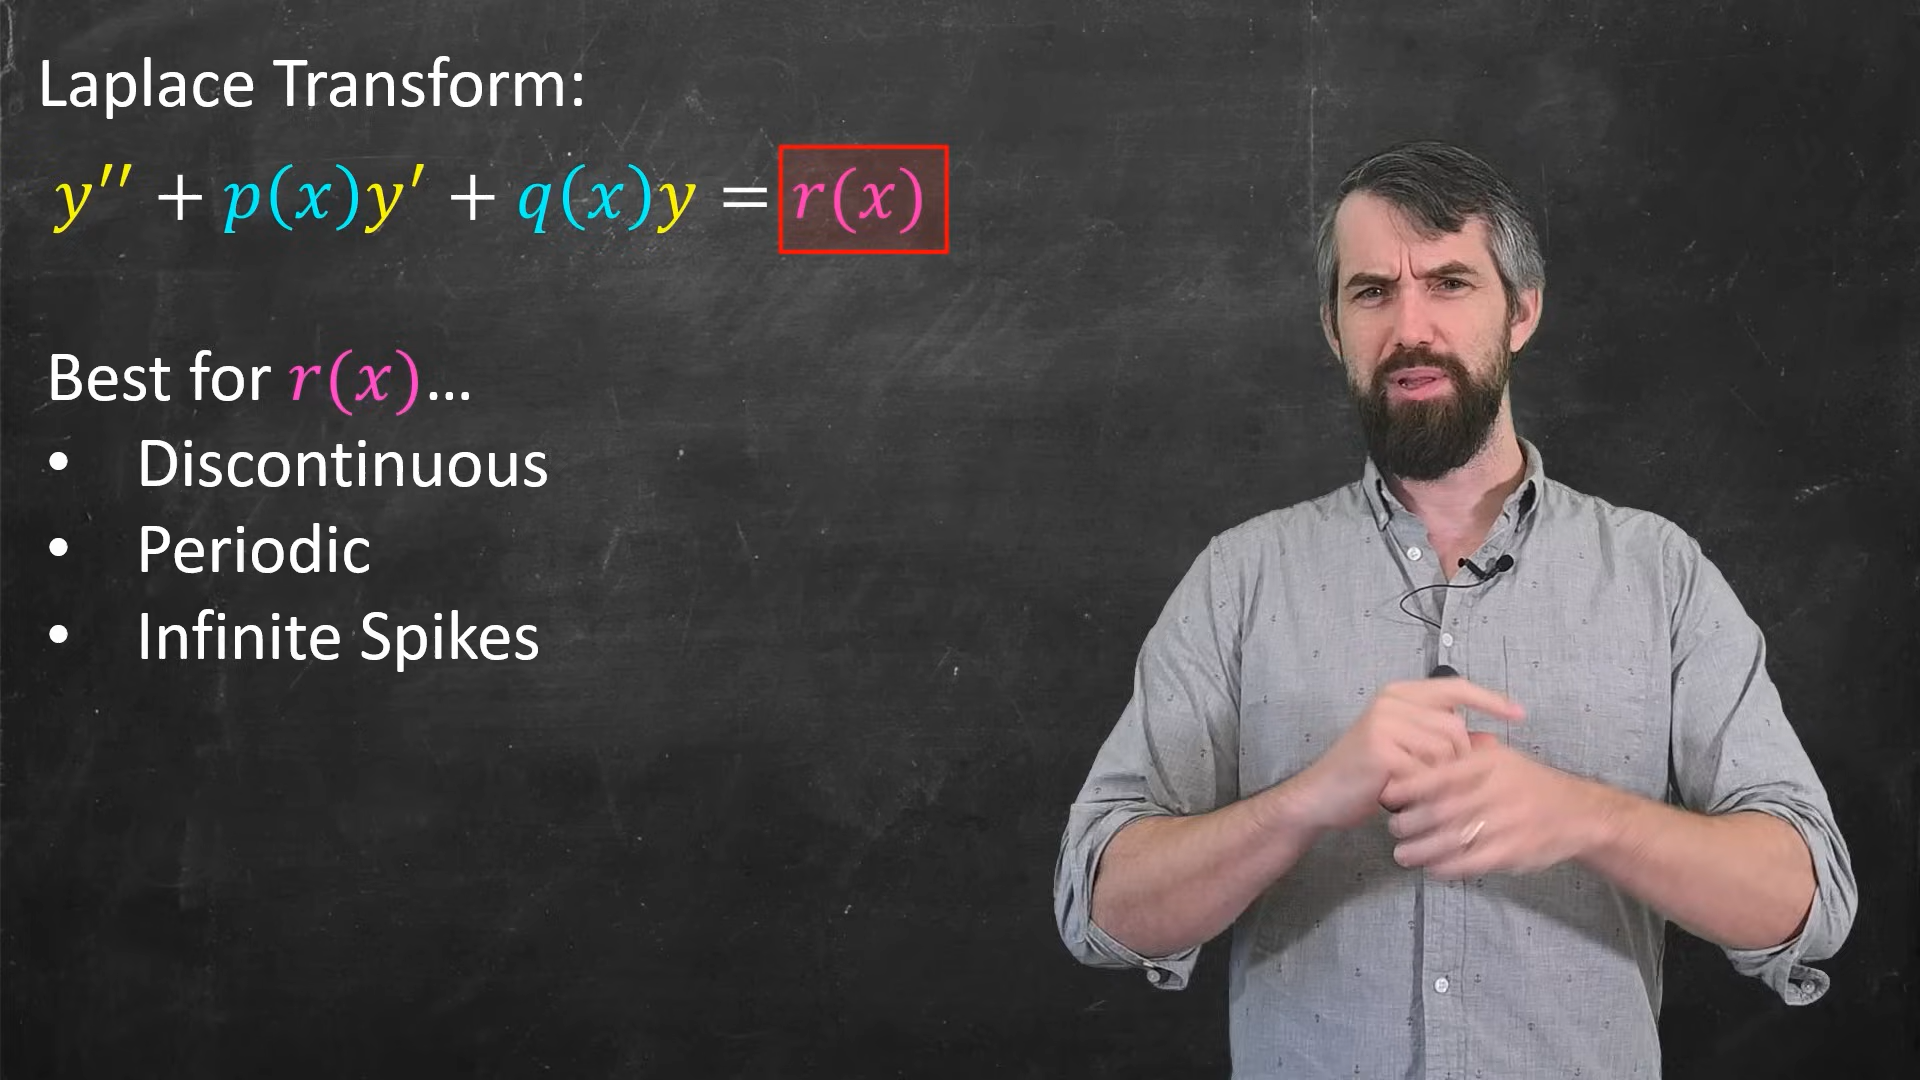 Laplace Transform:
y′′ + p(x)y′ + q(x)y = r(x)
Best for r(x)...
• Discontinuous
• Periodic
• Infinite Spikes